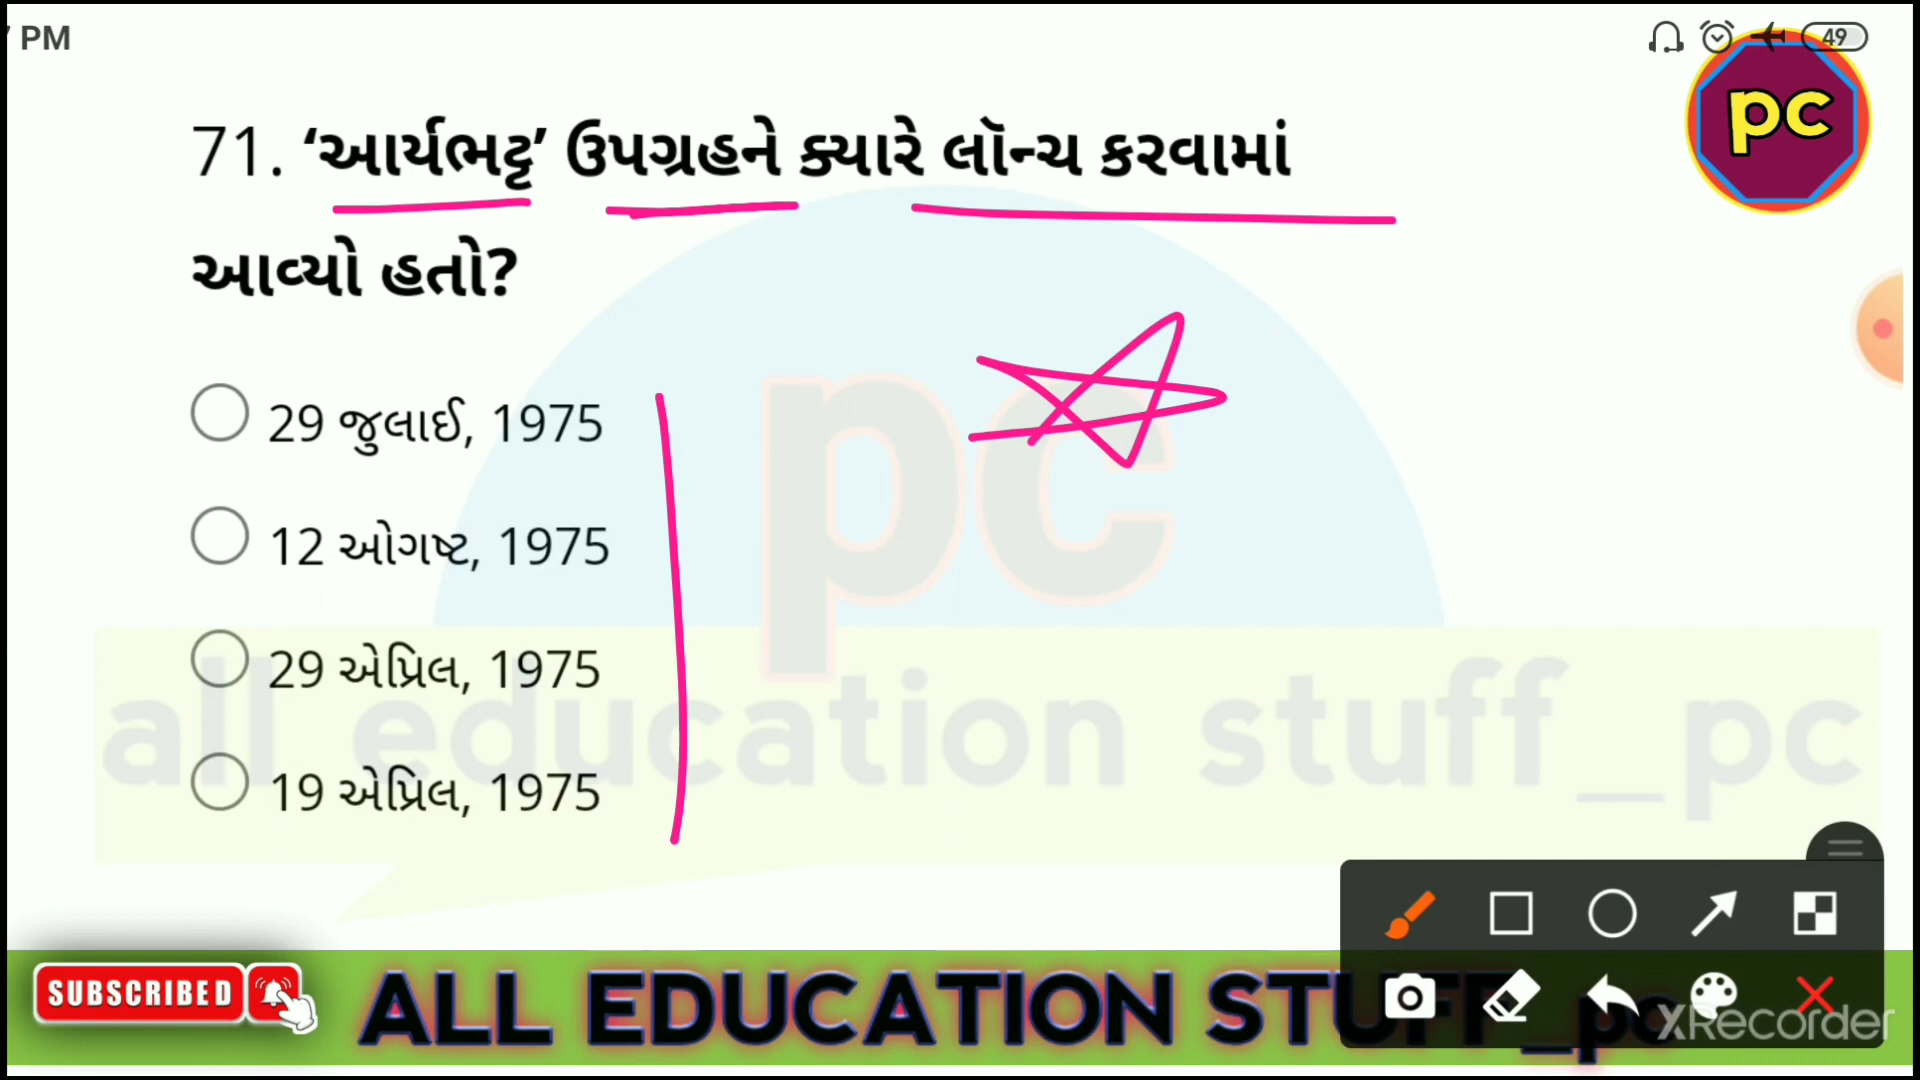 PM
49
pc
71. ‘આર્યભટ્ટ’ ઉપગ્રહને ક્યારે લૉન્ચ કરવામાં
આવ્યો હતો?
29 જુલાઈ, 1975
12 ઓગષ્ટ, 1975
29 એપ્રિલ, 1975
19 એપ્રિલ, 1975
pc
all education stuff_pc
SUBSCRIBED
ALL EDUCATION STUFF_pc
XRecorder